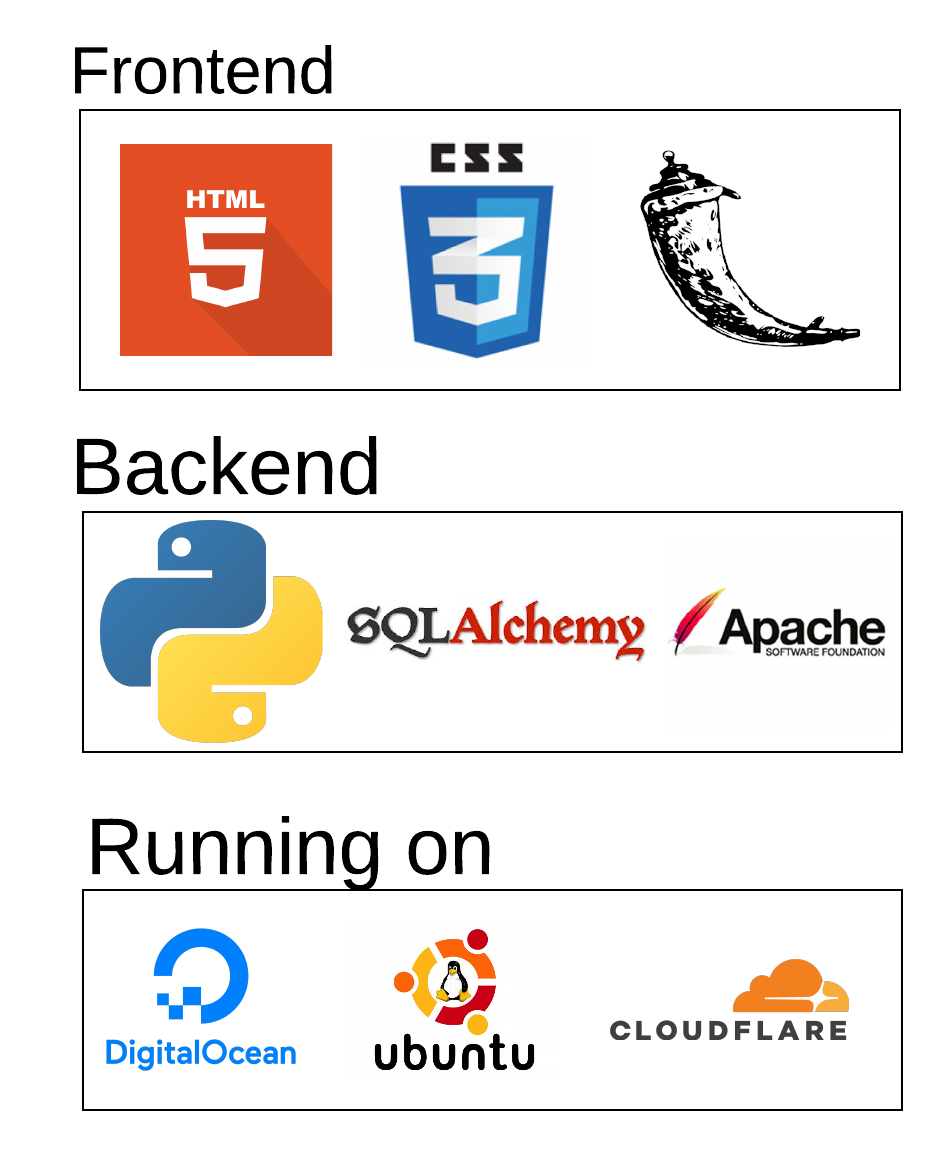 Frontend
HTML
5
CSS
3
Backend
SQLAlchemy
Apache
SOFTWARE FOUNDATION
Running on
DigitalOcean
ubuntu
CLOUDFLARE